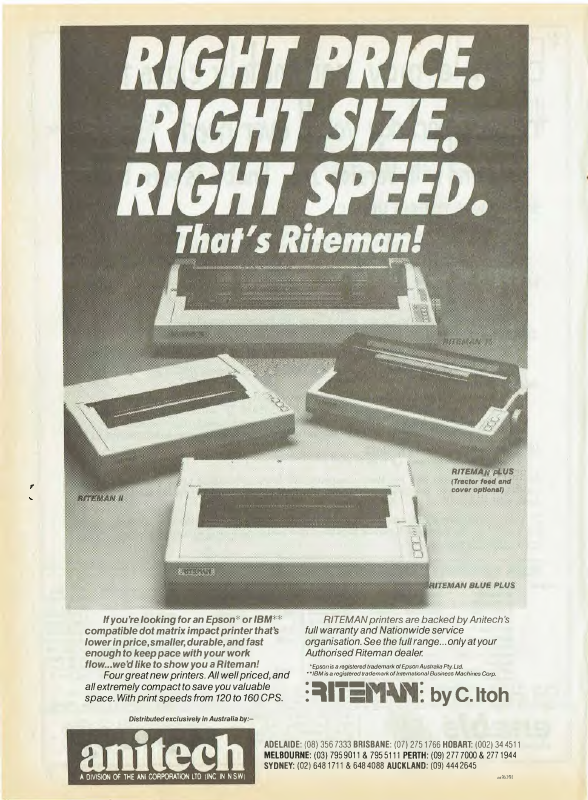 RIGHT PRICE.
RIGHT SIZE.
RIGHT SPEED.
That's Riteman!
RITEMAN 15
RITEMAN II
RITEMAN PLUS
(Tractor feed and
cover optional)
RITEMAN
RITEMAN BLUE PLUS
If you're looking for an Epson* or IBM**
compatible dot matrix impact printer that's
lower in price, smaller, durable, and fast
enough to keep pace with your work
flow...we'd like to show you a Riteman!
Four great new printers. All well priced, and
all extremely compact to save you valuable
space. With print speeds from 120 to 160 CPS.
RITEMAN printers are backed by Anitech's
full warranty and Nationwide service
organisation. See the full range...only at your
Authorised Riteman dealer.
*Epson is a registered trademark of Epson Australia Pty. Ltd.
**IBM is a registered trademark of International Business Machines Corp.
RITEMAN by C.Itoh
Distributed exclusively in Australia by:–
anitech
A DIVISION OF THE ANI CORPORATION LTD (INC IN NSW)
ADELAIDE: (08) 356 7333 BRISBANE: (07) 275 1766 HOBART: (002) 34 4511
MELBOURNE: (03) 795 9011 & 795 5111 PERTH: (09) 277 7000 & 277 1944
SYDNEY: (02) 648 1711 & 648 4088 AUCKLAND: (09) 444 2645